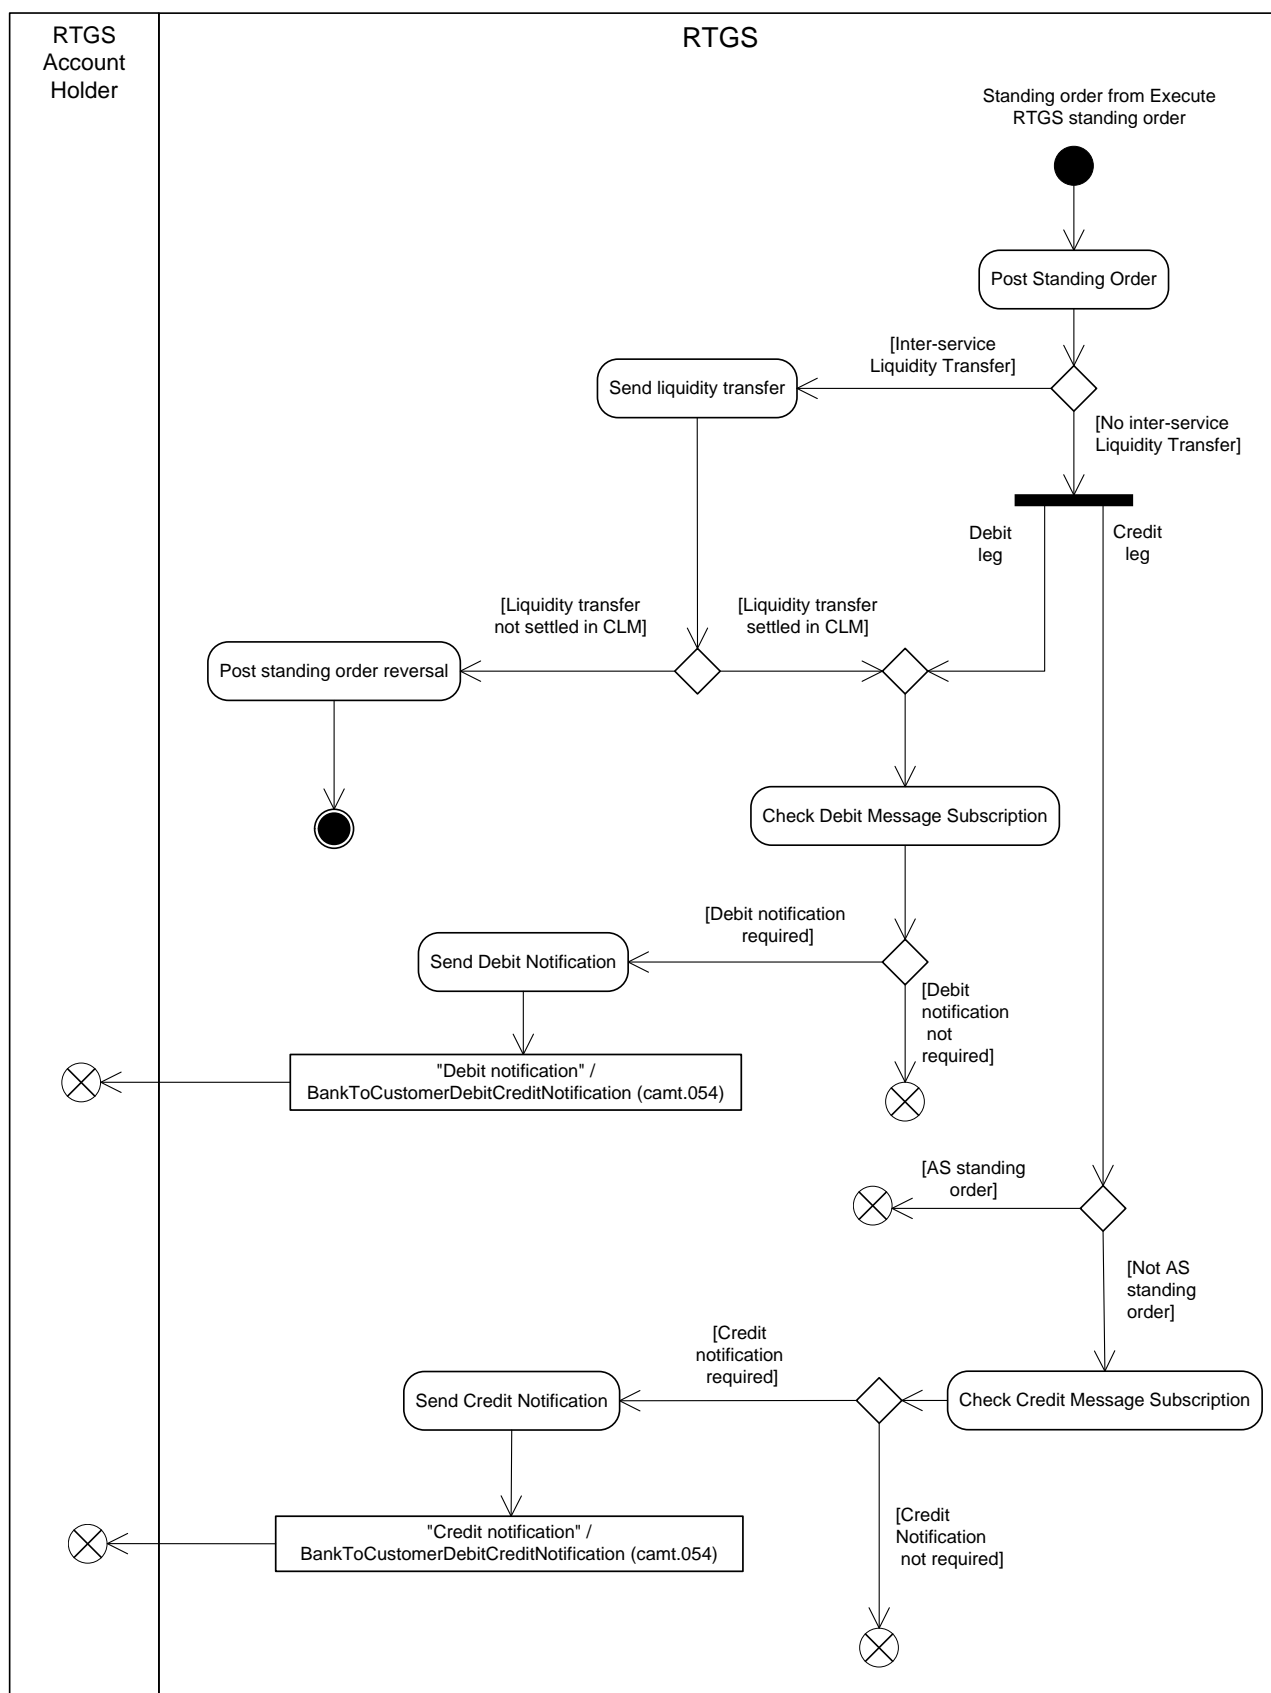 RTGS
Account
Holder
RTGS
Standing order from Execute
RTGS standing order
Post Standing Order
[Inter-service
Liquidity Transfer]
Send liquidity transfer
[No inter-service
Liquidity Transfer]
Debit
leg
Credit
leg
[Liquidity transfer
not settled in CLM]
[Liquidity transfer
settled in CLM]
Post standing order reversal
Check Debit Message Subscription
[Debit notification
required]
Send Debit Notification
[Debit
notification
not
required]
"Debit notification" /
BankToCustomerDebitCreditNotification (camt.054)
[AS standing
order]
[Not AS
standing
order]
[Credit
notification
required]
Send Credit Notification
Check Credit Message Subscription
[Credit
Notification
not required]
"Credit notification" /
BankToCustomerDebitCreditNotification (camt.054)